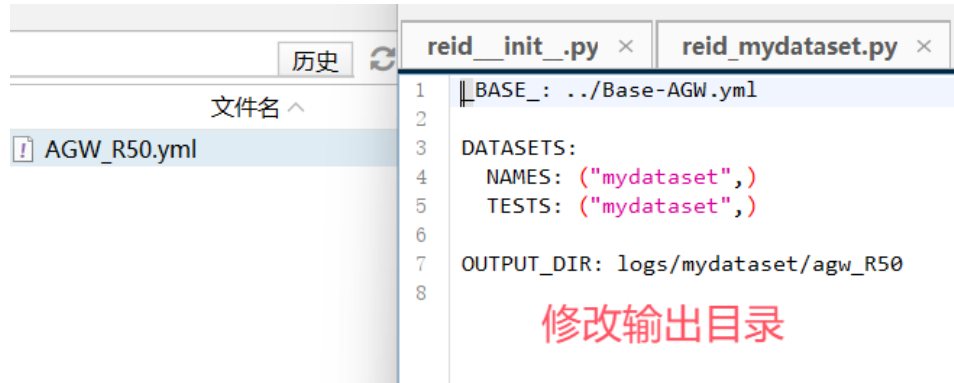 历史
reid__init_.py ×
reid_mydataset.py ×
文件名
AGW_R50.yml
1 _BASE_: ../Base-AGW.yml
2
3 DATASETS:
4 NAMES: ("mydataset",)
5 TESTS: ("mydataset",)
6
7 OUTPUT_DIR: logs/mydataset/agw_R50
8
修改输出目录